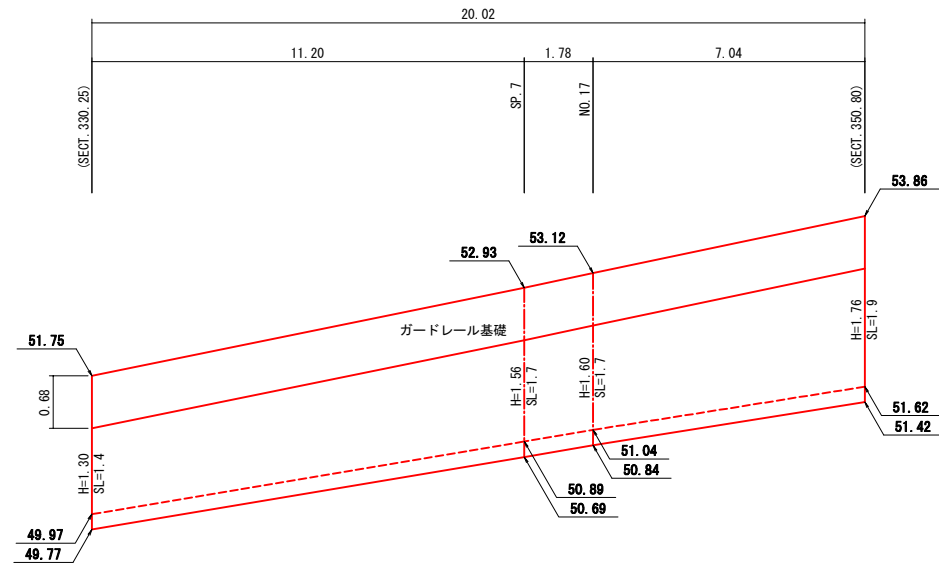 20.02
11.20
1.78
7.04
(SECT.330.25)
SP.7
NO.17
(SECT.350.80)
53.86
53.12
52.93
ガードレール基礎
51.75
0.68
H=1.30
SL=1.4
H=1.56
SL=1.7
H=1.60
SL=1.7
H=1.76
SL=1.9
51.62
51.42
51.04
50.84
50.89
50.69
49.97
49.77